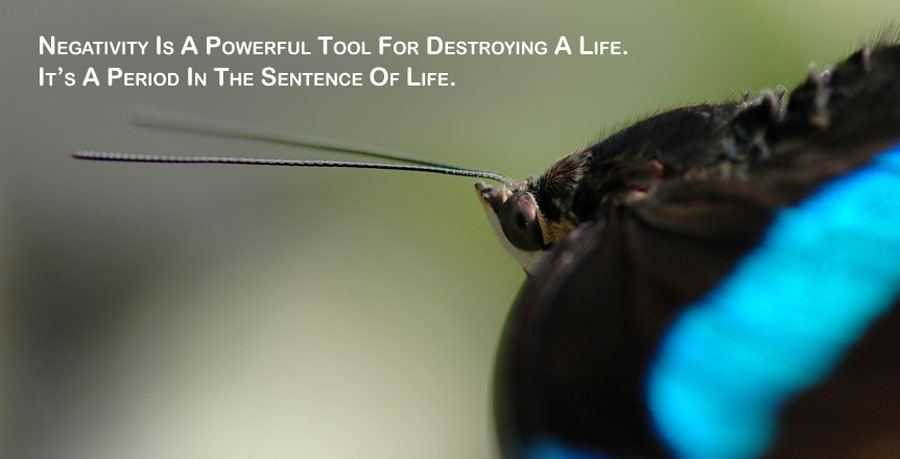 Negativity Is A Powerful Tool For Destroying A Life.
It’s A Period In The Sentence Of Life.